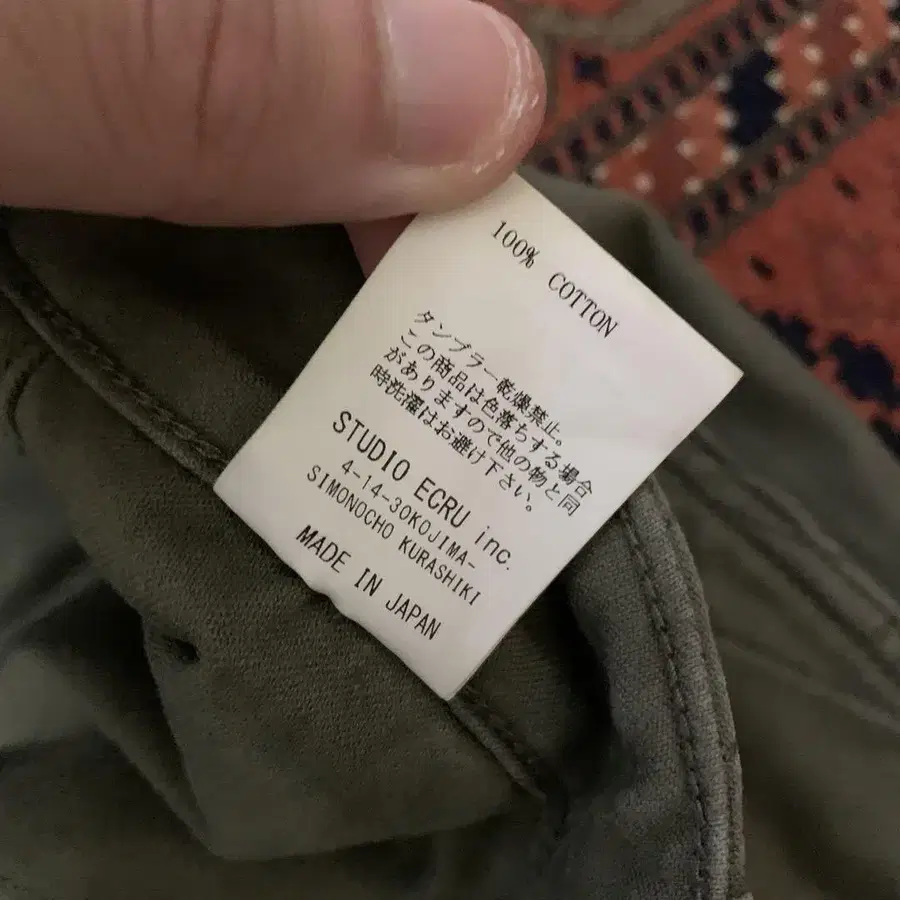 100% COTTON
タンブラー乾燥禁止。
この商品は色落ちする場合
がありますので他の物と同
時洗濯はお避け下さい。
STUDIO ECRU inc.
4-14-30KOJIMA-
SIMONOCHO KURASHIKI
MADE IN JAPAN